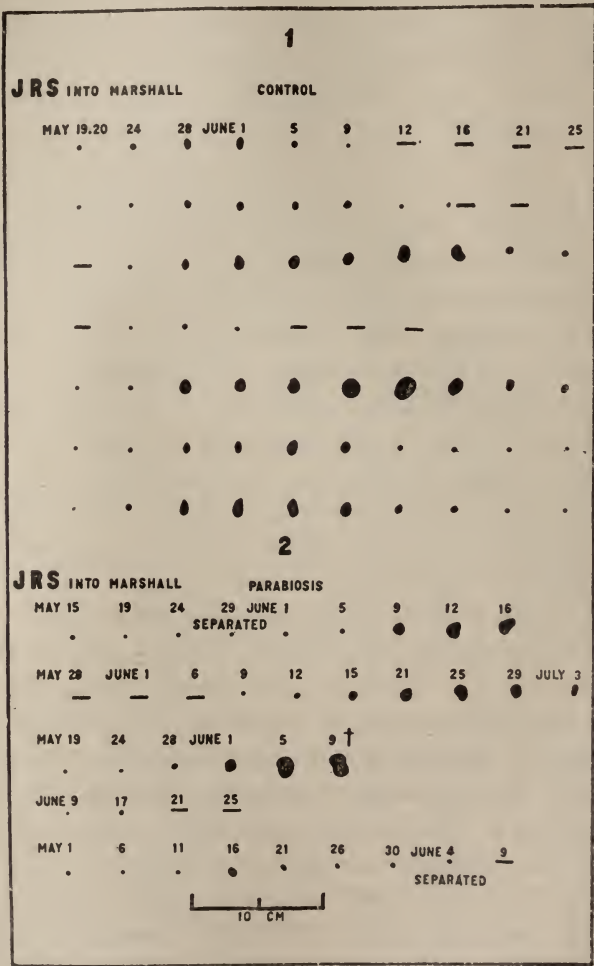 1
JRS INTO MARSHALL CONTROL
MAY 19.20 24 28 JUNE 1 5 9 12 16 21 25
2
JRS INTO MARSHALL PARABIOSIS
MAY 15 19 24 29 JUNE 1 5 9 12 16
SEPARATED
MAY 28 JUNE 1 6 9 12 15 21 25 29 JULY 3
MAY 19 24 28 JUNE 1 5 9 †
JUNE 9 17 21 25
MAY 1 6 11 16 21 26 30 JUNE 4 9
SEPARATED
10 CM